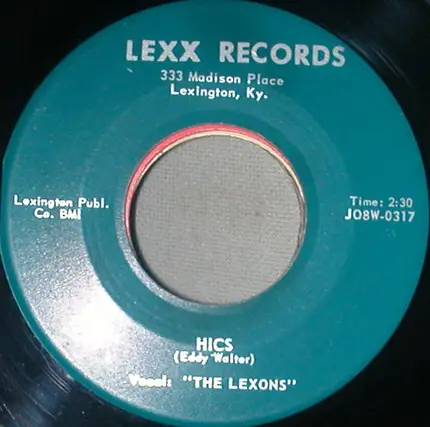 LEXX RECORDS
333 Madison Place
Lexington, Ky.
Lexington Publ.
Co. BMI
Time: 2:30
JO8W-0317
HICS
(Eddy Walter)
Vocal: "THE LEXONS"